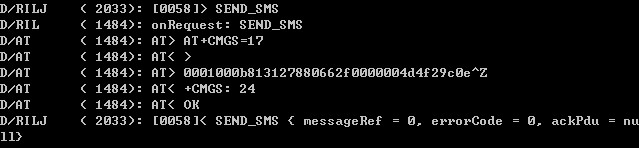 D/RILJ    ( 2033): [0058]> SEND_SMS
D/RIL     ( 1484): onRequest: SEND_SMS
D/AT      ( 1484): AT> AT+CMGS=17
D/AT      ( 1484): AT< >
D/AT      ( 1484): AT> 0001000b813127880662f0000004d4f29c0e^Z
D/AT      ( 1484): AT< +CMGS: 24
D/AT      ( 1484): AT< OK
D/RILJ    ( 2033): [0058]< SEND_SMS { messageRef = 0, errorCode = 0, ackPdu = nu
ll}